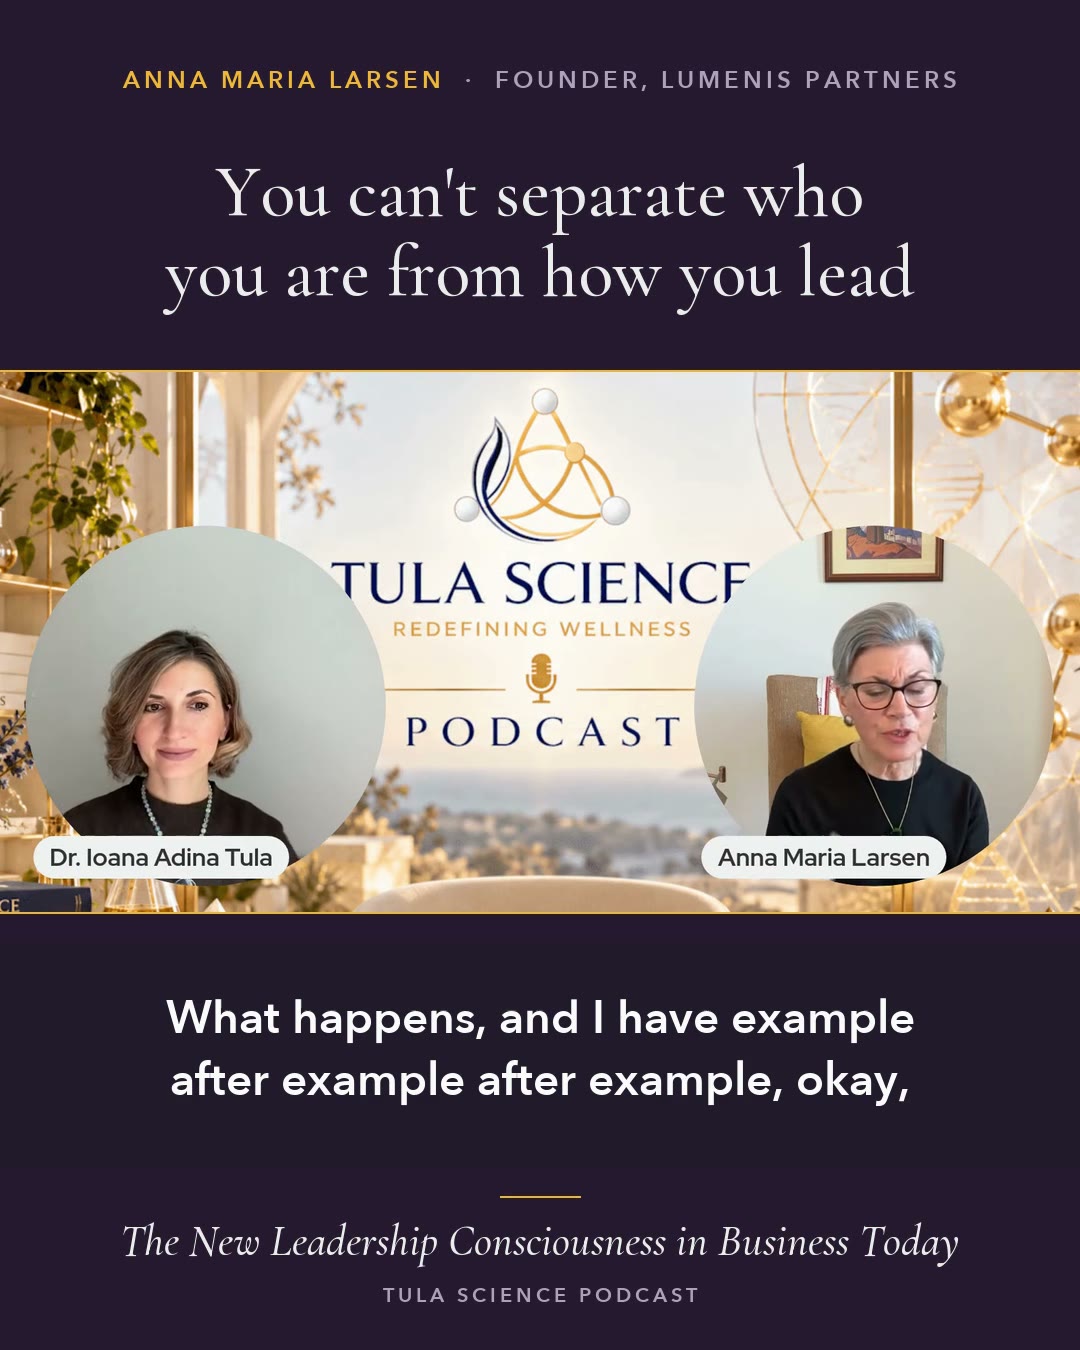 ANNA MARIA LARSEN · FOUNDER, LUMENIS PARTNERS
You can't separate who
you are from how you lead
TULA SCIENCE
REDEFINING WELLNESS
PODCAST
Dr. Ioana Adina Tula
Anna Maria Larsen
What happens, and I have example
after example after example, okay,
The New Leadership Consciousness in Business Today
TULA SCIENCE PODCAST